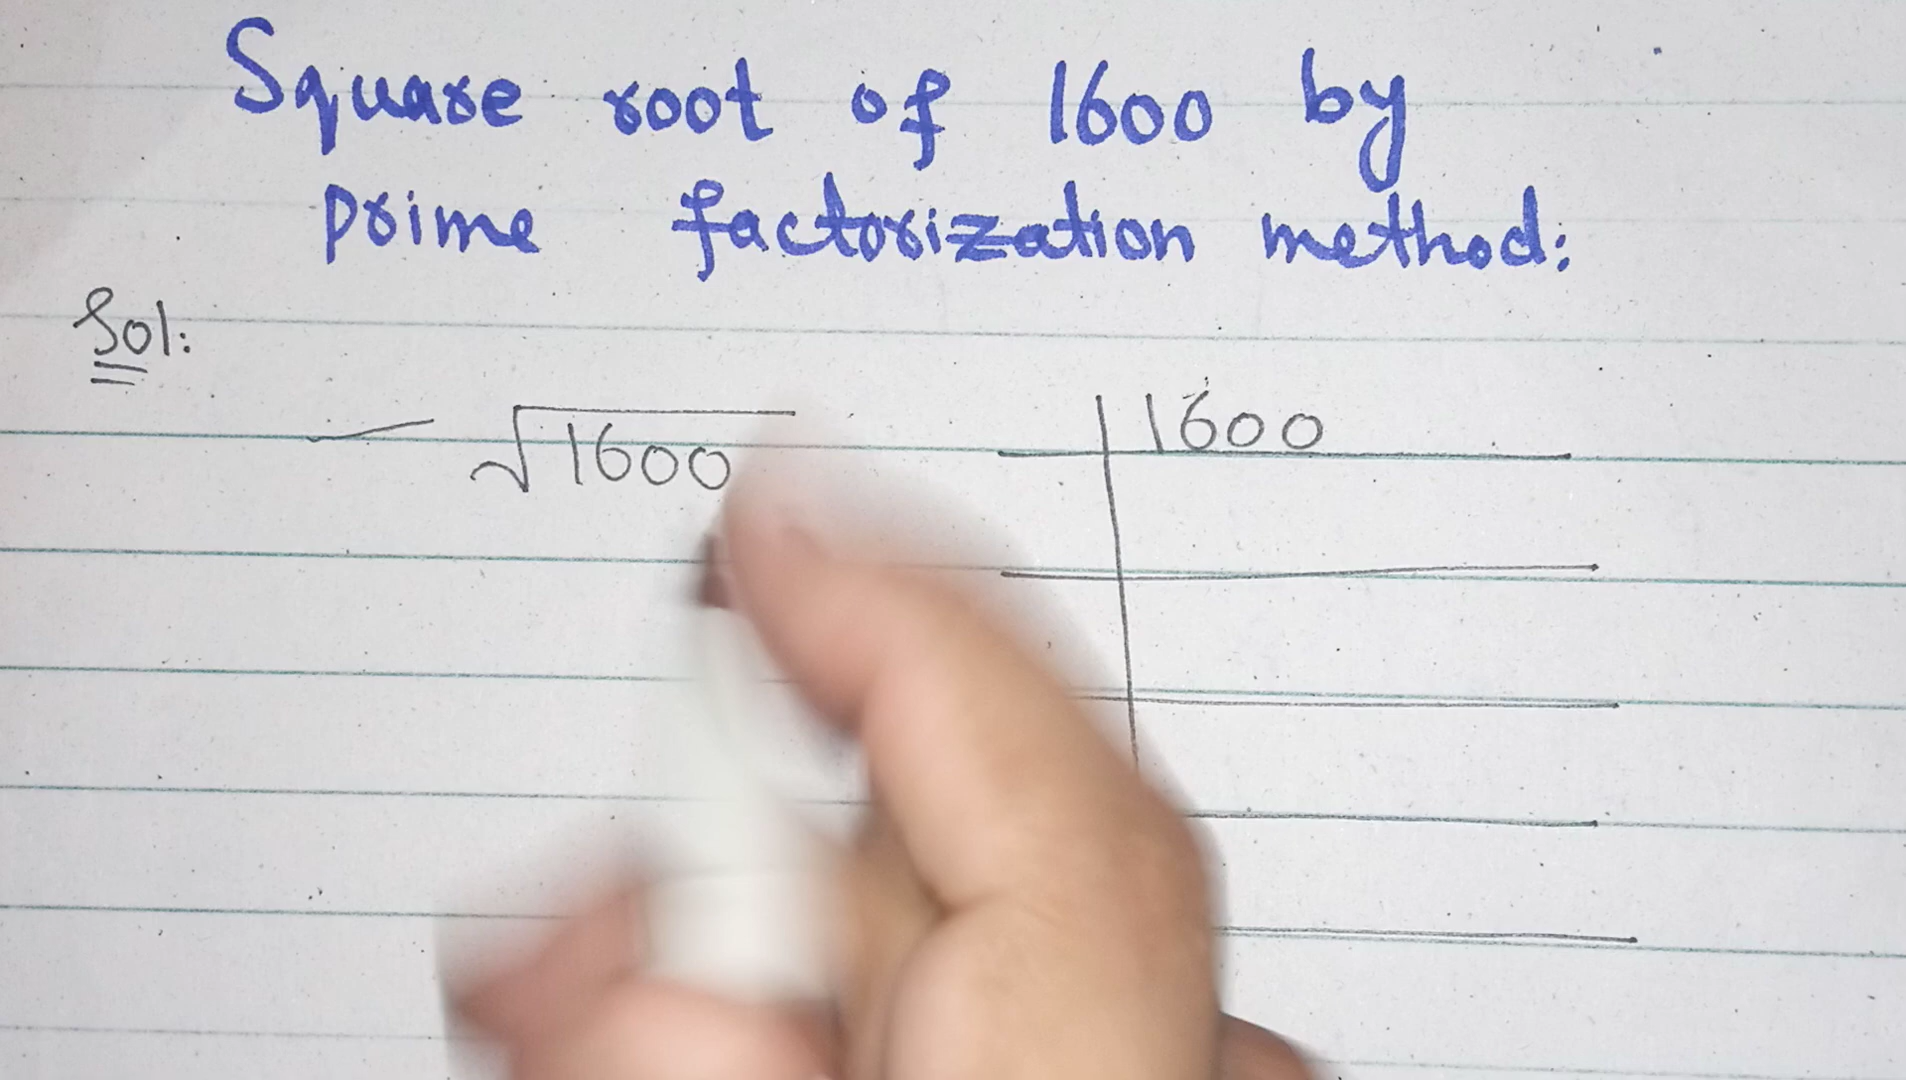 Square root of 1600 by
prime factorization method:
Sol:
√1600
1600